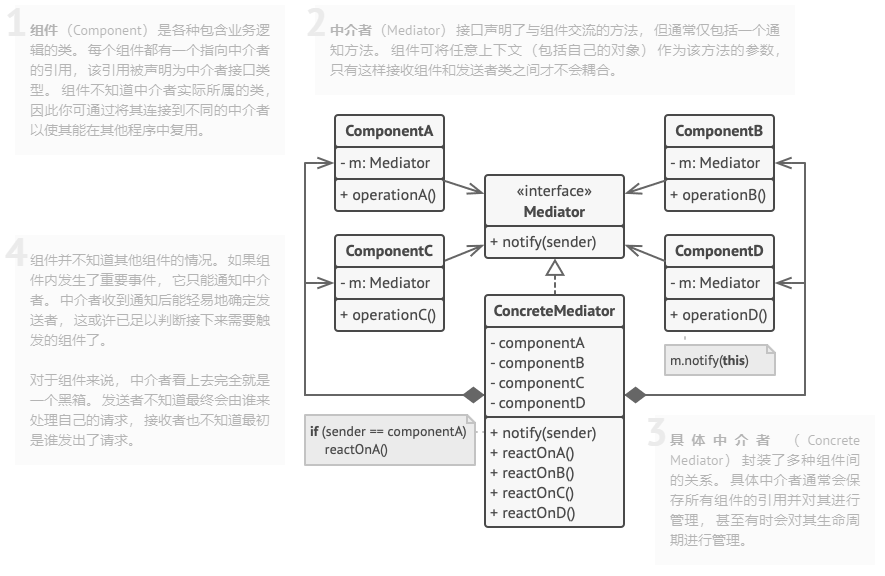 1
组件 （Component） 是各种包含业务逻
辑的类。 每个组件都有一个指向中介者
的引用， 该引用被声明为中介者接口类
型。 组件不知道中介者实际所属的类，
因此你可通过将其连接到不同的中介者
以使其能在其他程序中复用。
2
中介者 （Mediator） 接口声明了与组件交流的方法， 但通常仅包括一个通
知方法。 组件可将任意上下文 （包括自己的对象） 作为该方法的参数，
只有这样接收组件和发送者类之间才不会耦合。
ComponentA
- m: Mediator
+ operationA()
«interface»
Mediator
+ notify(sender)
ComponentB
- m: Mediator
+ operationB()
4
组件并不知道其他组件的情况。 如果组
件内发生了重要事件， 它只能通知中介
者。 中介者收到通知后能轻易地确定发
送者， 这或许已足以判断接下来需要触
发的组件了。
对于组件来说， 中介者看上去完全就是
一个黑箱。 发送者不知道最终会由谁来
处理自己的请求， 接收者也不知道最初
是谁发出了请求。
ComponentC
- m: Mediator
+ operationC()
ComponentD
- m: Mediator
+ operationD()
m.notify(this)
ConcreteMediator
- componentA
- componentB
- componentC
- componentD
+ notify(sender)
+ reactOnA()
+ reactOnB()
+ reactOnC()
+ reactOnD()
if (sender == componentA)
reactOnA()
3
具体中介者 （Concrete
Mediator） 封装了多种组件间
的关系。 具体中介者通常会保
存所有组件的引用并对其进行
管理， 甚至有时会对其生命周
期进行管理。